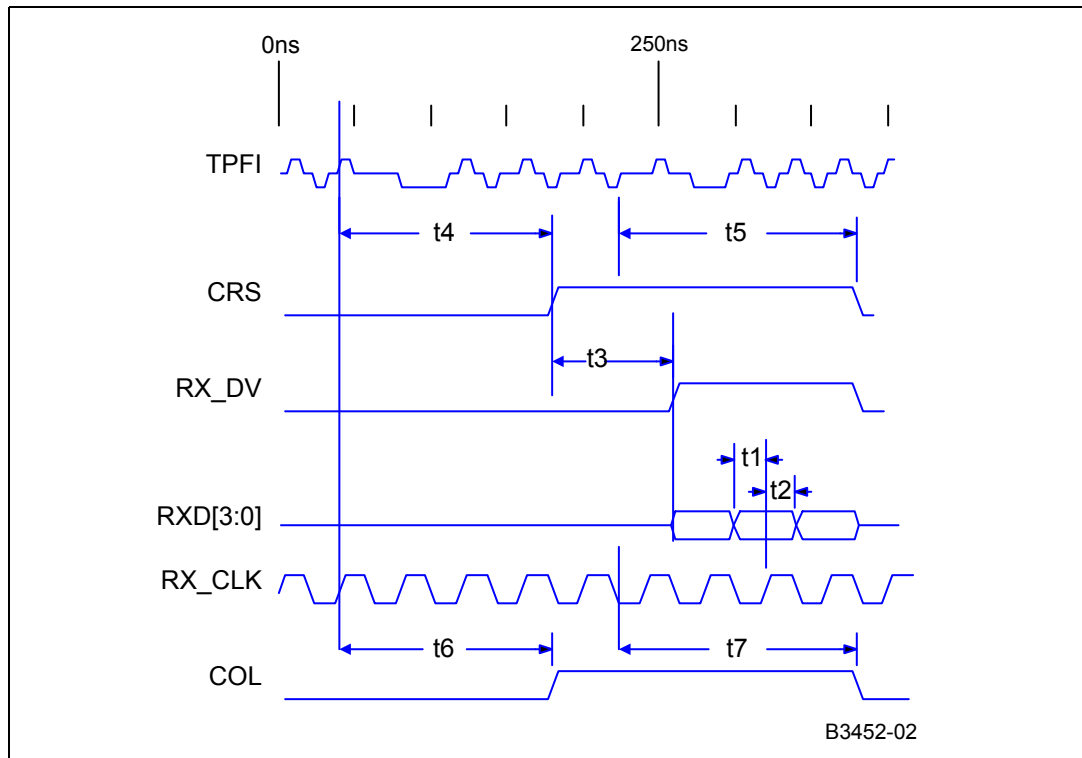 0ns 250ns
TPFI
t4 t5
CRS
t3
RX_DV
t1
t2
RXD[3:0]
RX_CLK
t6 t7
COL
B3452-02